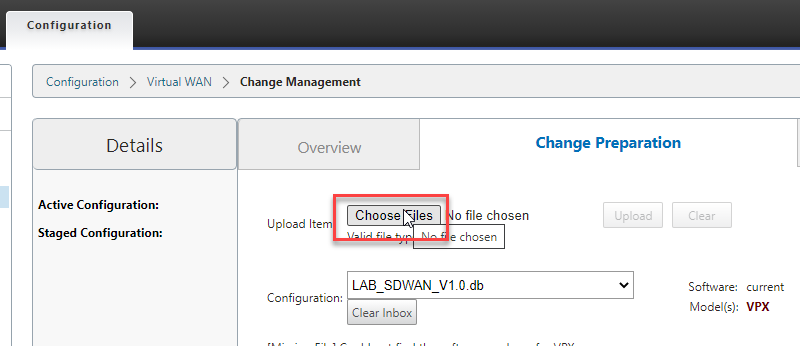 Configuration
Configuration > Virtual WAN > Change Management
Details
Overview
Change Preparation
Active Configuration:
Staged Configuration:
Upload Item
Choose Files No file chosen
Upload
Clear
Valid file typ
No file chosen
Configuration:
LAB_SDWAN_V1.0.db
Clear Inbox
Software: current
Model(s): VPX